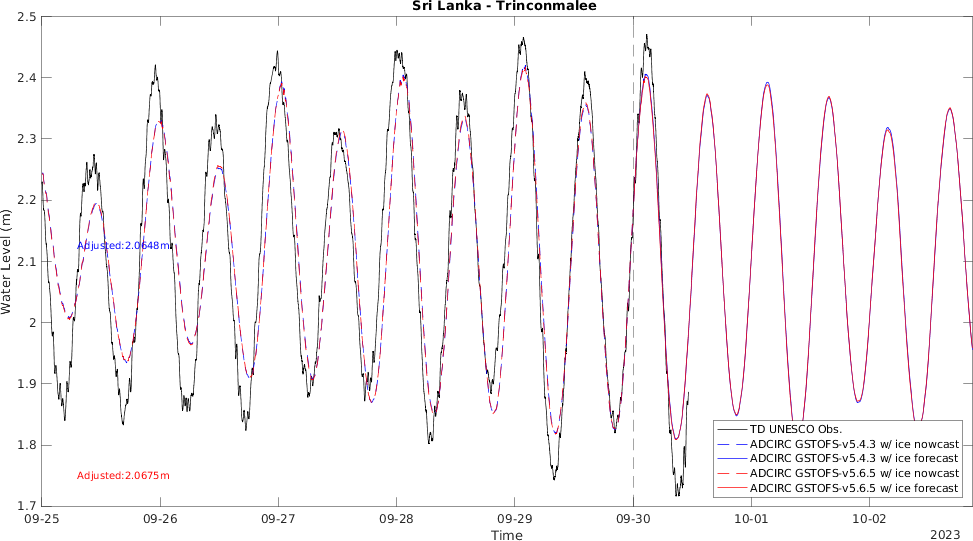 Sri Lanka - Trinconmalee
Water Level (m)
2.5
2.4
2.3
2.2
2.1
2
1.9
1.8
1.7
Adjusted:2.0648m
Adjusted:2.0675m
TD UNESCO Obs.
ADCIRC GSTOFS-v5.4.3 w/ ice nowcast
ADCIRC GSTOFS-v5.4.3 w/ ice forecast
ADCIRC GSTOFS-v5.6.5 w/ ice nowcast
ADCIRC GSTOFS-v5.6.5 w/ ice forecast
09-25 09-26 09-27 09-28 09-29 09-30 10-01 10-02
Time
2023